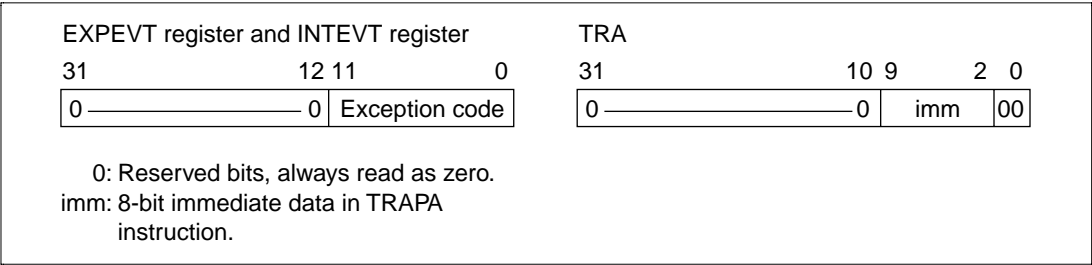 EXPEVT register and INTEVT register
31 12 11 0
0 0 Exception code
TRA
31 10 9 2 0
0 0 imm 00
0: Reserved bits, always read as zero.
imm: 8-bit immediate data in TRAPA
instruction.